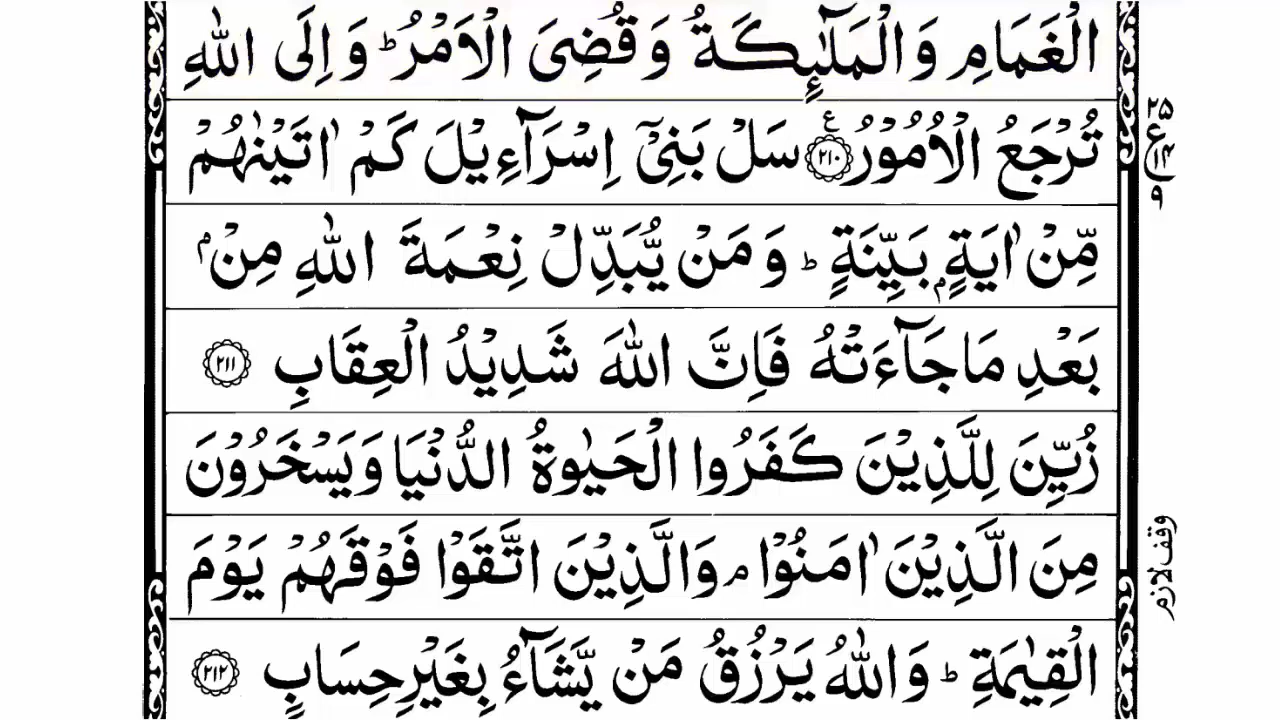 الْغَمَامِ وَالْمَلٰٓئِكَةُ وَقُضِیَ الْاَمْرُ ؕ وَاِلَی اللّٰهِ
تُرْجَعُ الْاُمُوْرُ ﴿۲۱۰﴾ ع سَلْ بَنِیْۤ اِسْرَآءِیْلَ كَمْ اٰتَیْنٰهُمْ
مِّنْ اٰیَةٍۭ بَیِّنَةٍ ؕ وَمَنْ یُّبَدِّلْ نِعْمَةَ اللّٰهِ مِنْۢ
بَعْدِ مَا جَآءَتْهُ فَاِنَّ اللّٰهَ شَدِیْدُ الْعِقَابِ ﴿۲۱۱﴾
زُیِّنَ لِلَّذِیْنَ كَفَرُوا الْحَیٰوةُ الدُّنْیَا وَیَسْخَرُوْنَ
مِنَ الَّذِیْنَ اٰمَنُوْا ۘ وَالَّذِیْنَ اتَّقَوْا فَوْقَهُمْ یَوْمَ
الْقِیٰمَةِ ؕ وَاللّٰهُ یَرْزُقُ مَنْ یَّشَآءُ بِغَیْرِ حِسَابٍ ﴿۲۱۲﴾
۲۵
ع
۱۴
۹
وقف لازم